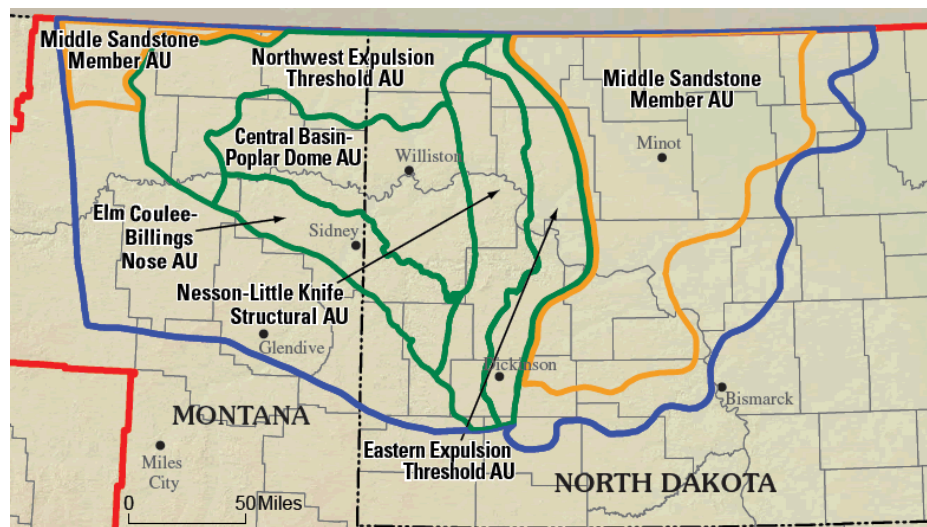 Middle Sandstone
Member AU
Northwest Expulsion
Threshold AU
Middle Sandstone
Member AU
Central Basin-
Poplar Dome AU
Williston
Minot
Elm Coulee-
Billings
Nose AU
Sidney
Nesson-Little Knife
Structural AU
Glendive
Dickinson
Bismarck
MONTANA
Eastern Expulsion
Threshold AU
Miles
City
NORTH DAKOTA
0
50 Miles